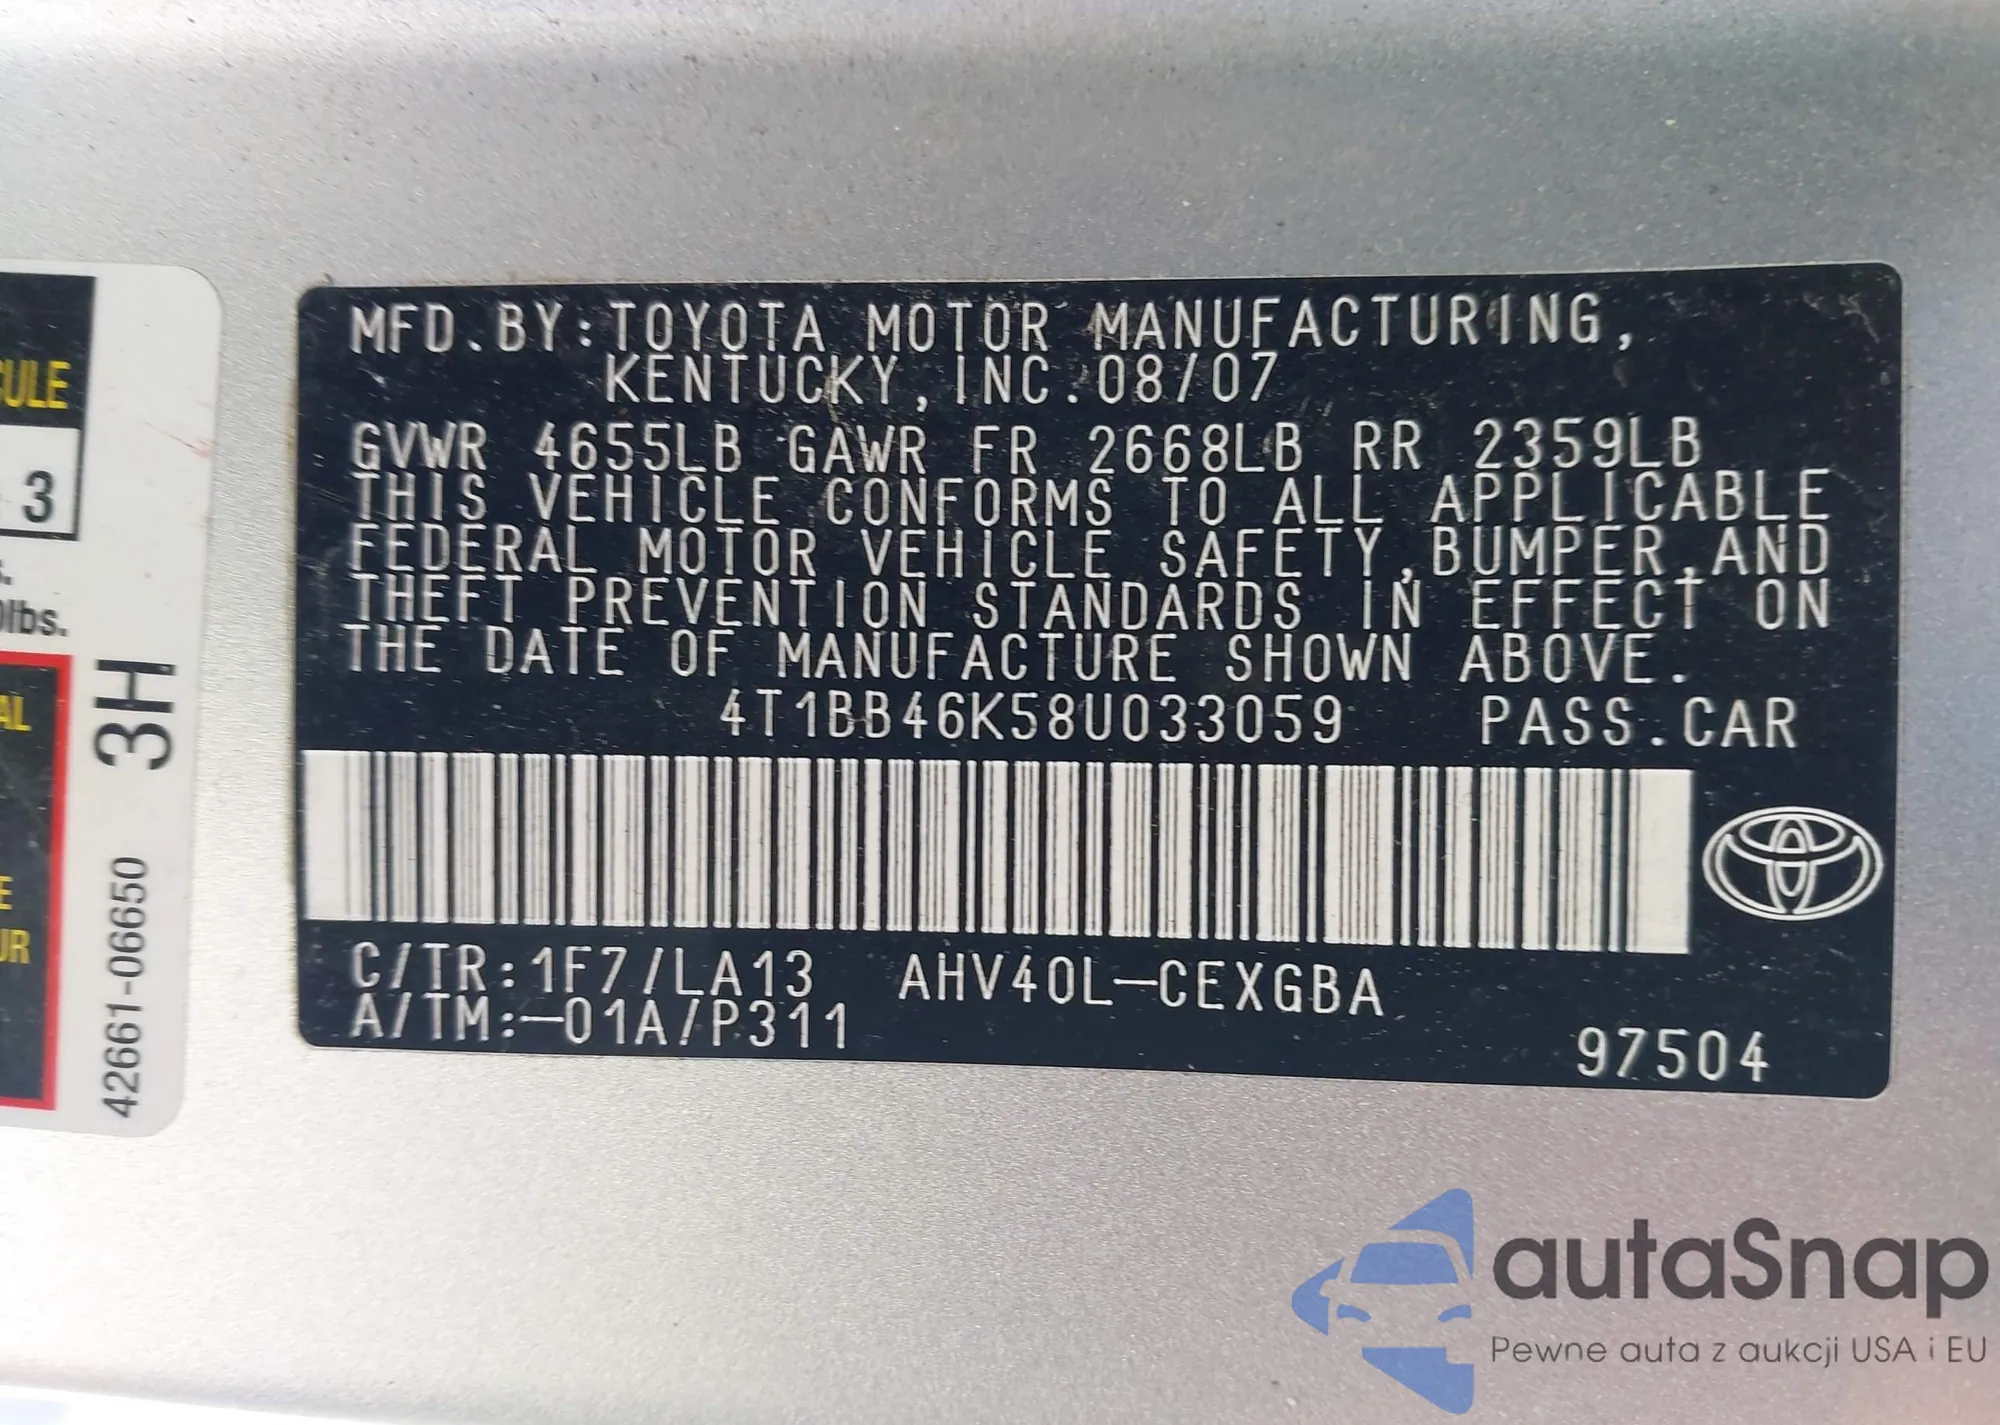 MFD.BY:TOYOTA MOTOR MANUFACTURING,
KENTUCKY,INC.08/07
GVWR 4655LB GAWR FR 2668LB RR 2359LB
THIS VEHICLE CONFORMS TO ALL APPLICABLE
FEDERAL MOTOR VEHICLE SAFETY,BUMPER,AND
THEFT PREVENTION STANDARDS IN EFFECT ON
THE DATE OF MANUFACTURE SHOWN ABOVE.
4T1BB46K58U033059 PASS.CAR
C/TR:1F7/LA13 AHV40L-CEXGBA
A/TM:-01A/P311
97504
3
lbs.
3H
42661-06650
autaSnap
Pewne auta z aukcji USA i EU